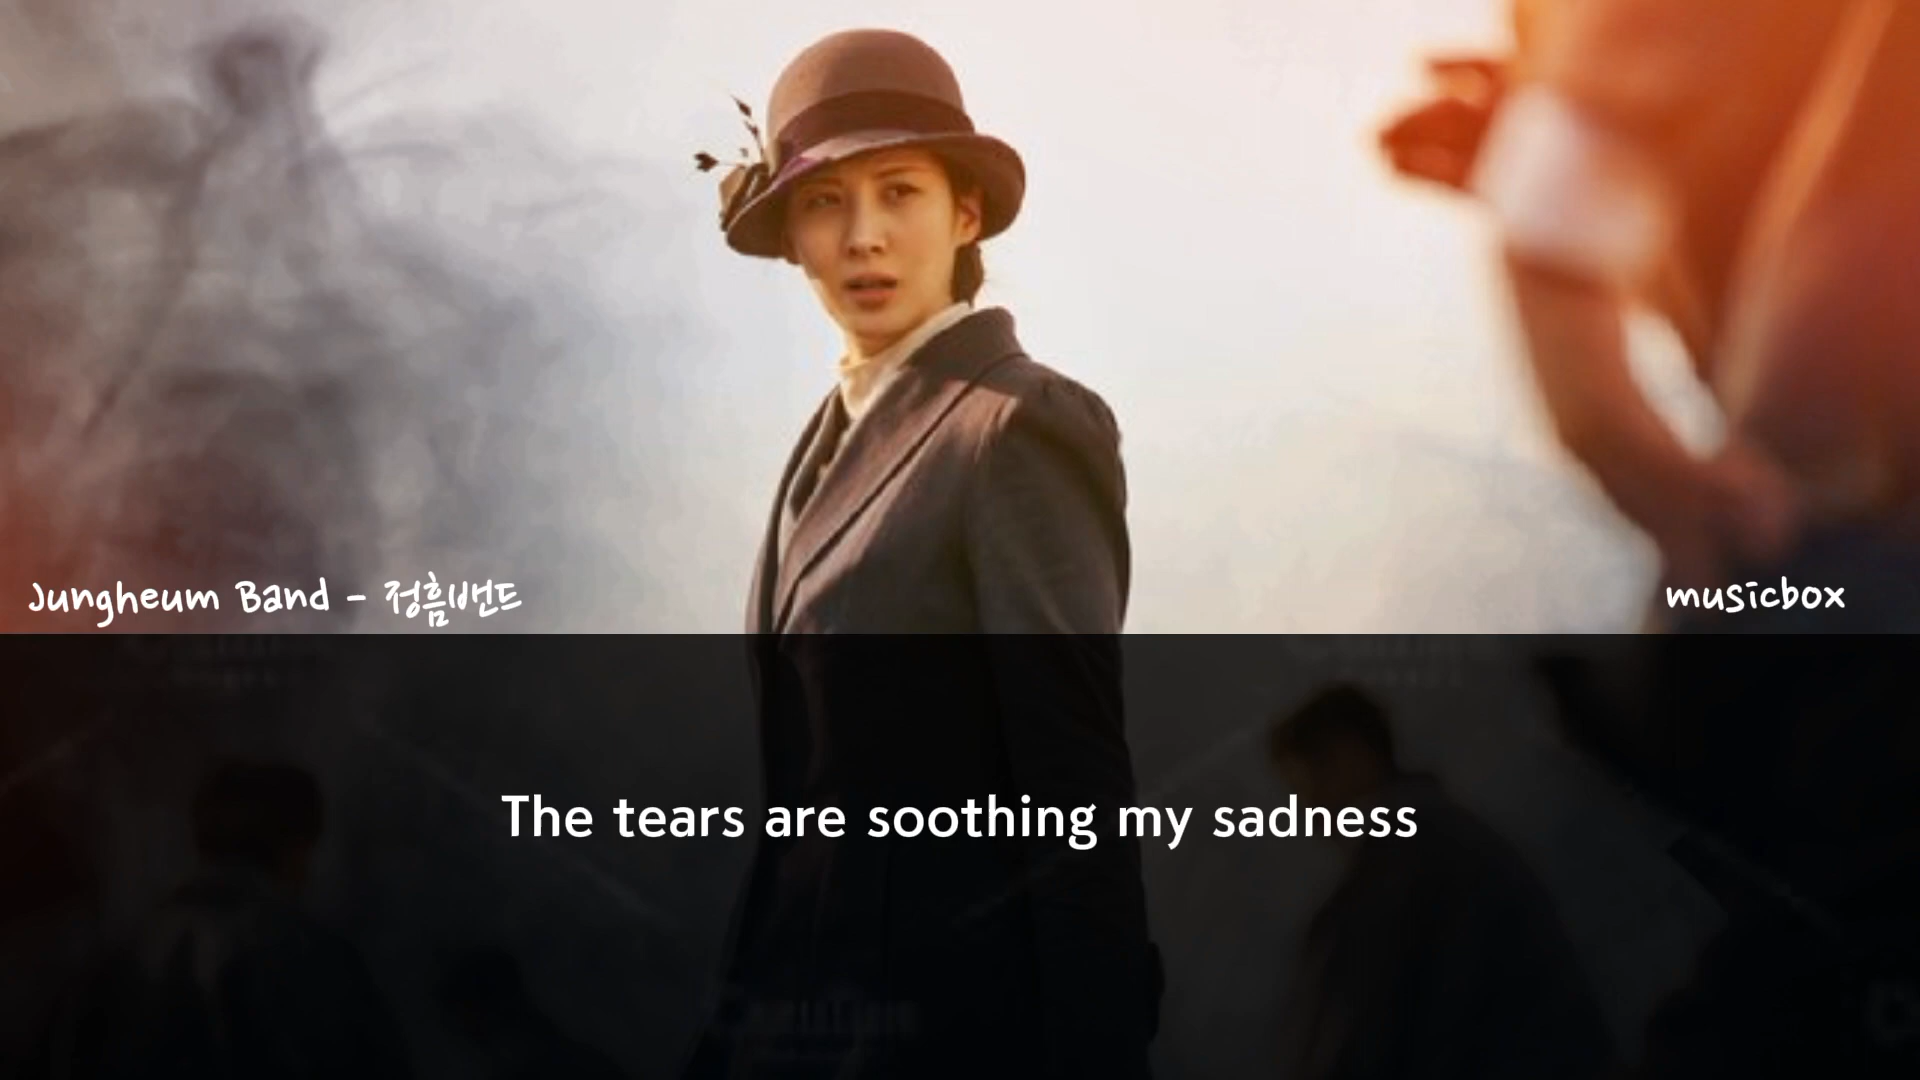 Jungheum Band - 정흠밴드
musicbox
The tears are soothing my sadness